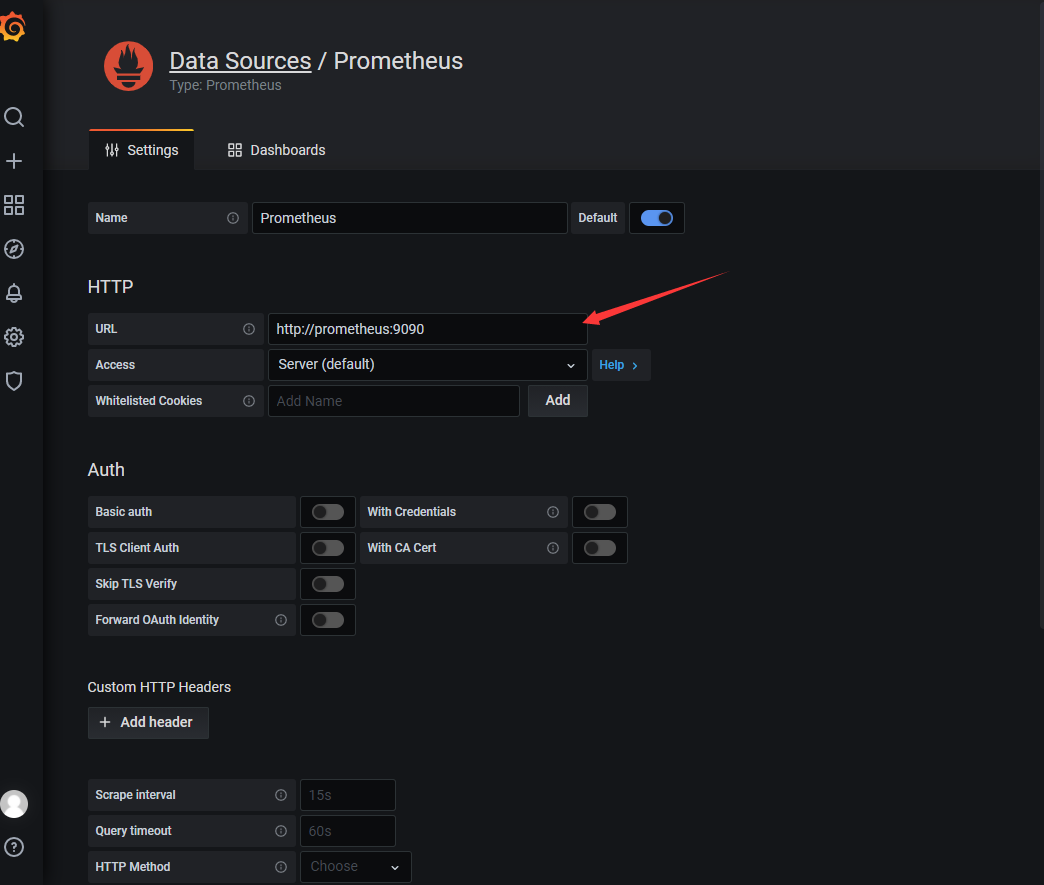 Data Sources / Prometheus
Type: Prometheus
Settings
Dashboards
Name
Prometheus
Default
HTTP
URL
http://prometheus:9090
Access
Server (default)
Help
Whitelisted Cookies
Add Name
Add
Auth
Basic auth
With Credentials
TLS Client Auth
With CA Cert
Skip TLS Verify
Forward OAuth Identity
Custom HTTP Headers
Add header
Scrape interval
15s
Query timeout
60s
HTTP Method
Choose